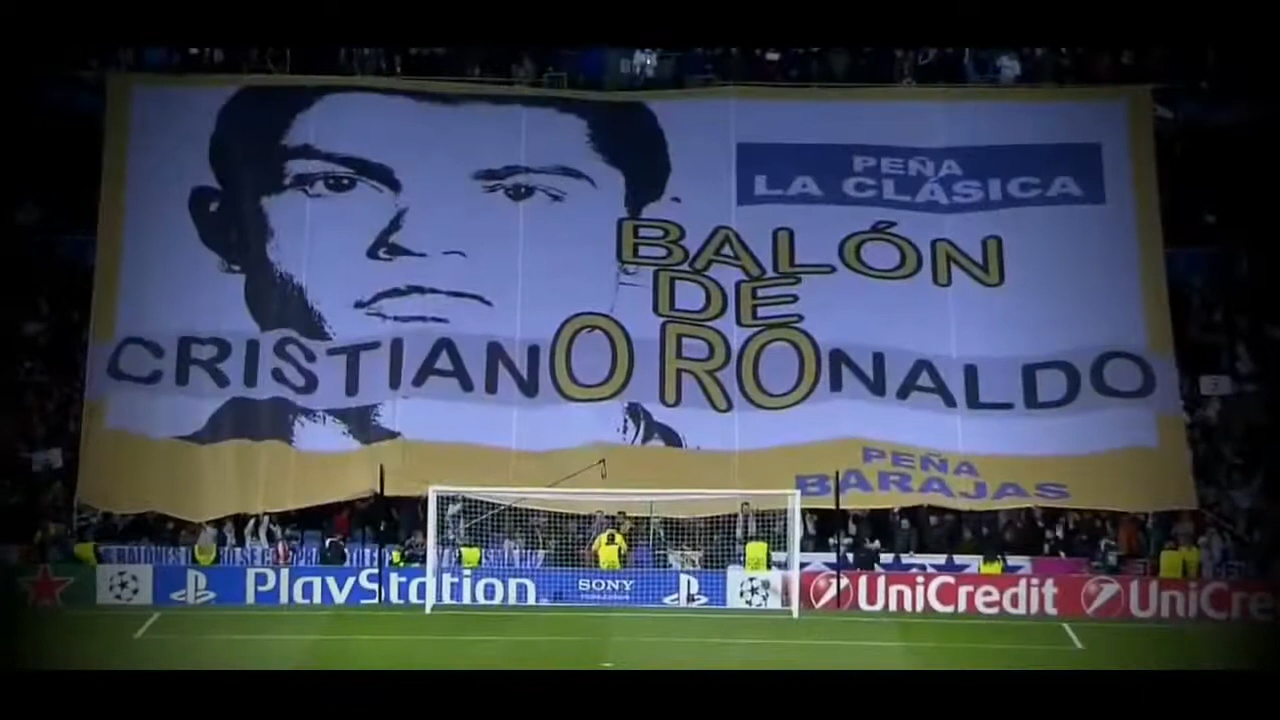 PEÑA
LA CLÁSICA
BALÓN
DE
CRISTIANO RONALDO
PEÑA
BARAJAS
PlayStation
SONY
UniCredit
UniCre